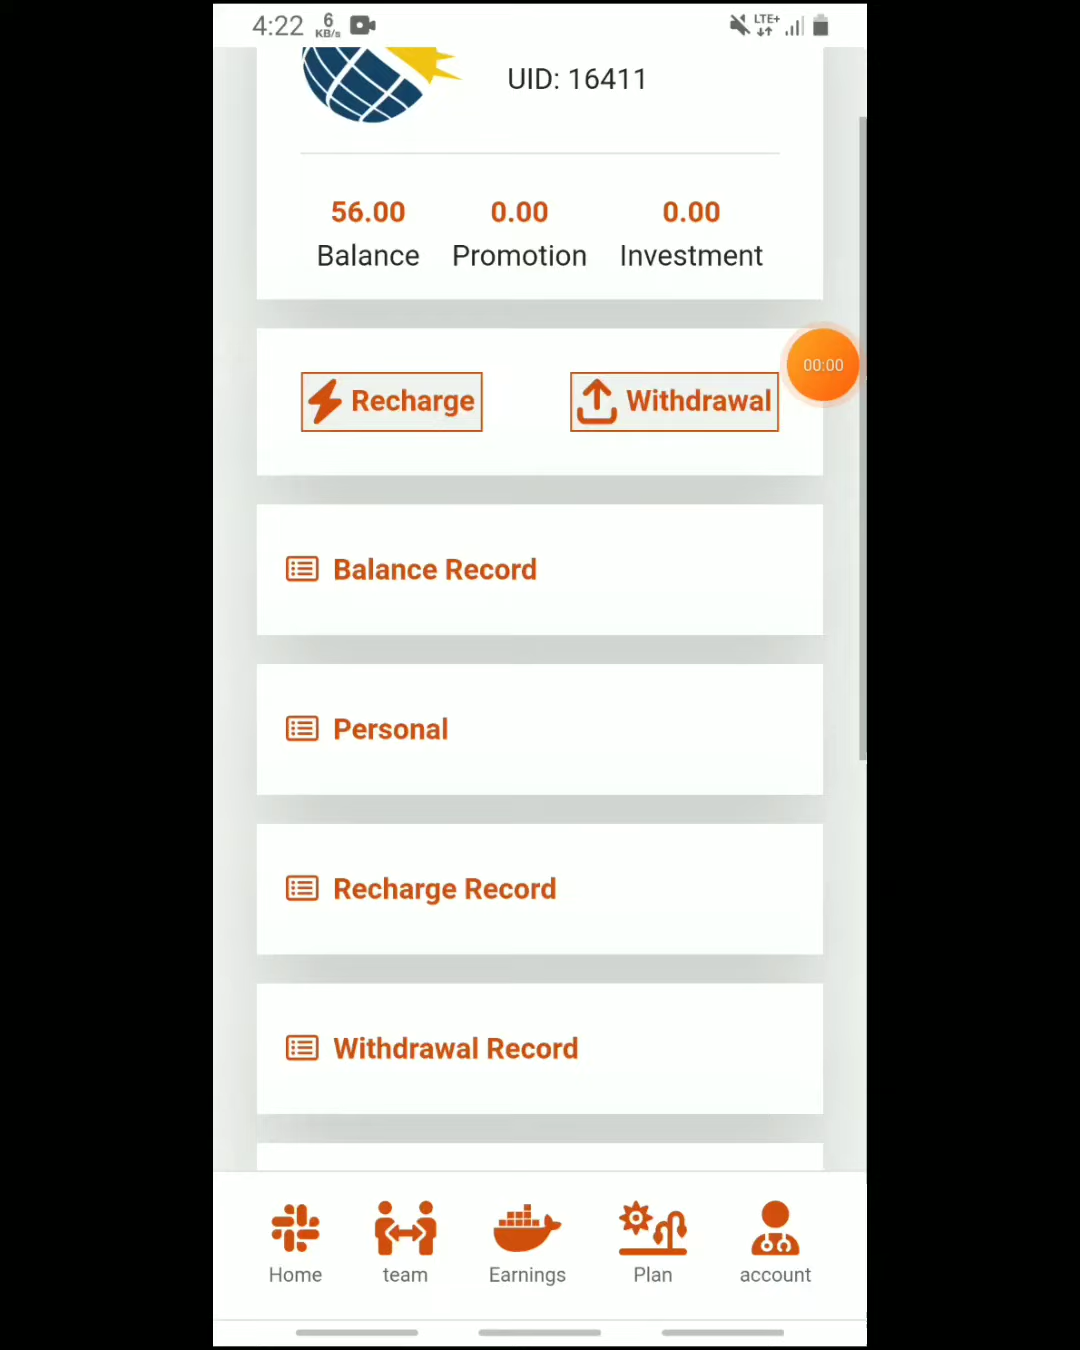 4:22 6 KB/s LTE+
UID: 16411
56.00 0.00 0.00
Balance Promotion Investment
Recharge Withdrawal 00:00
Balance Record
Personal
Recharge Record
Withdrawal Record
Home team Earnings Plan account